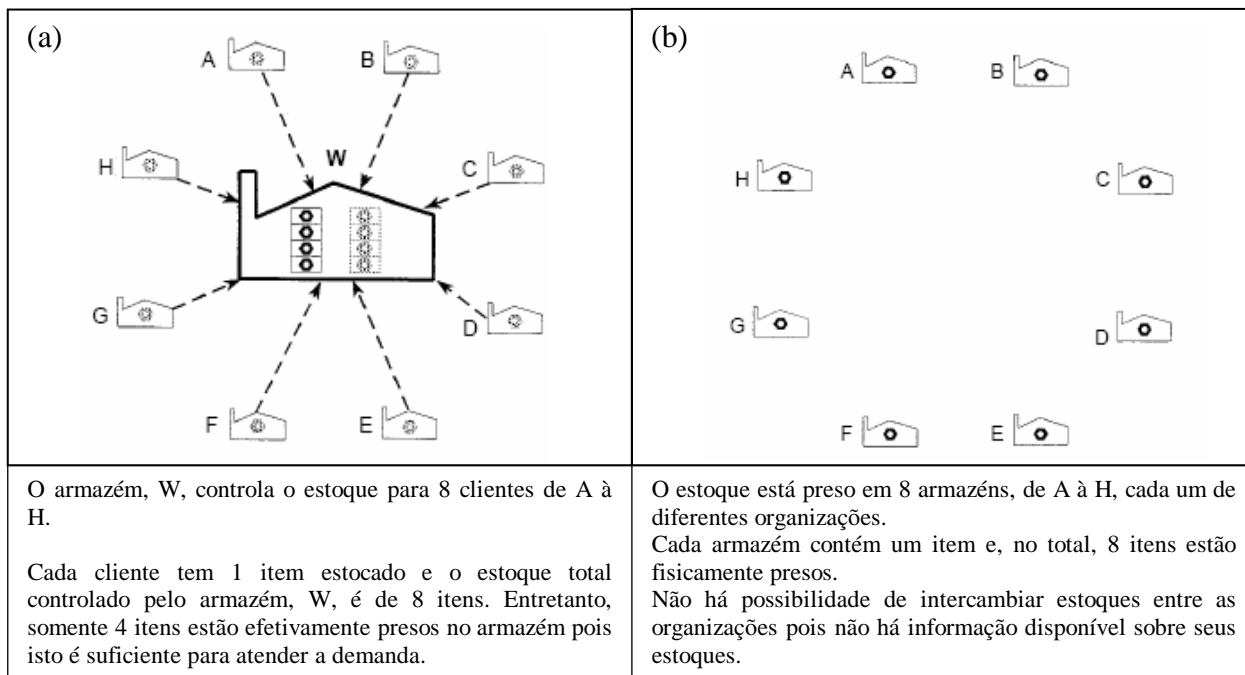 (a)
A
B
H
W
C
G
D
F
E
O armazém, W, controla o estoque para 8 clientes de A à
H.
Cada cliente tem 1 item estocado e o estoque total
controlado pelo armazém, W, é de 8 itens. Entretanto,
somente 4 itens estão efetivamente presos no armazém pois
isto é suficiente para atender a demanda.
(b)
A
B
H
C
G
D
F
E
O estoque está preso em 8 armazéns, de A à H, cada um de
diferentes organizações.
Cada armazém contém um item e, no total, 8 itens estão
fisicamente presos.
Não há possibilidade de intercambiar estoques entre as
organizações pois não há informação disponível sobre seus
estoques.